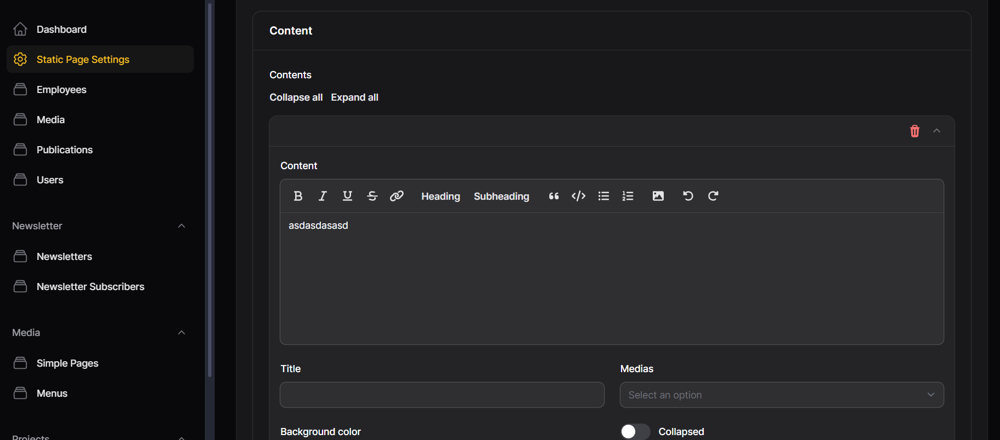 Dashboard
Static Page Settings
Employees
Media
Publications
Users
Newsletter
Newsletters
Newsletter Subscribers
Media
Simple Pages
Menus
Projects
Content
Contents
Collapse all Expand all
Content
Heading Subheading
asdasdasasd
Title
Medias
Select an option
Background color
Collapsed